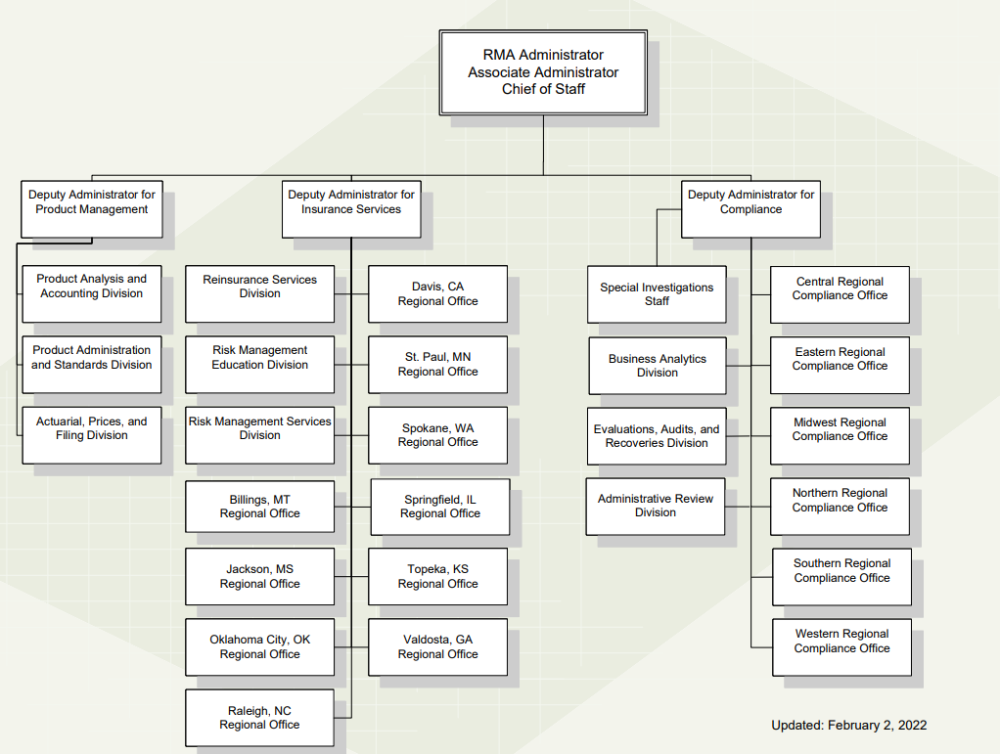 RMA Administrator
Associate Administrator
Chief of Staff
Deputy Administrator for
Product Management
Deputy Administrator for
Insurance Services
Deputy Administrator for
Compliance
Product Analysis and
Accounting Division
Product Administration
and Standards Division
Actuarial, Prices, and
Filing Division
Reinsurance Services
Division
Risk Management
Education Division
Risk Management Services
Division
Billings, MT
Regional Office
Jackson, MS
Regional Office
Oklahoma City, OK
Regional Office
Raleigh, NC
Regional Office
Davis, CA
Regional Office
St. Paul, MN
Regional Office
Spokane, WA
Regional Office
Springfield, IL
Regional Office
Topeka, KS
Regional Office
Valdosta, GA
Regional Office
Special Investigations
Staff
Business Analytics
Division
Evaluations, Audits, and
Recoveries Division
Administrative Review
Division
Central Regional
Compliance Office
Eastern Regional
Compliance Office
Midwest Regional
Compliance Office
Northern Regional
Compliance Office
Southern Regional
Compliance Office
Western Regional
Compliance Office
Updated: February 2, 2022